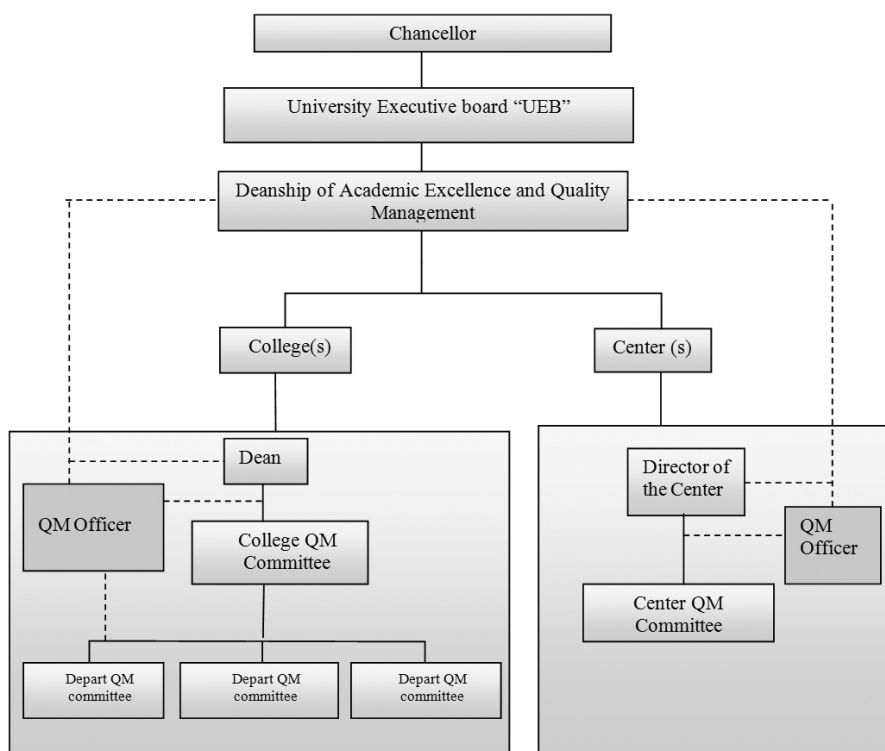 Chancellor
University Executive board “UEB”
Deanship of Academic Excellence and Quality
Management
College(s)
Center (s)
Dean
QM Officer
College QM
Committee
Depart QM
committee
Depart QM
committee
Depart QM
committee
Director of
the Center
QM
Officer
Center QM
Committee